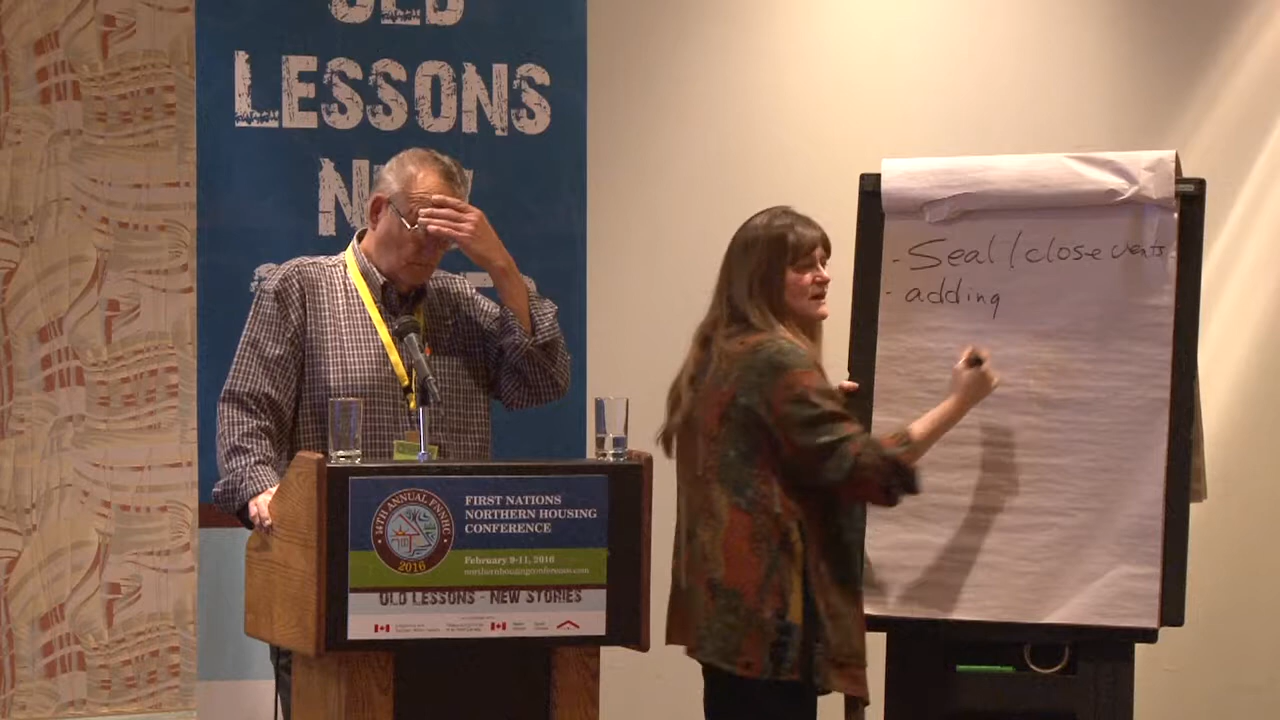 OLD
LESSONS
- Seal / close vents
- adding
14TH ANNUAL FNNHC
2016
FIRST NATIONS
NORTHERN HOUSING
CONFERENCE
February 9-11, 2016
northernhousingconference.com
OLD LESSONS - NEW STORIES